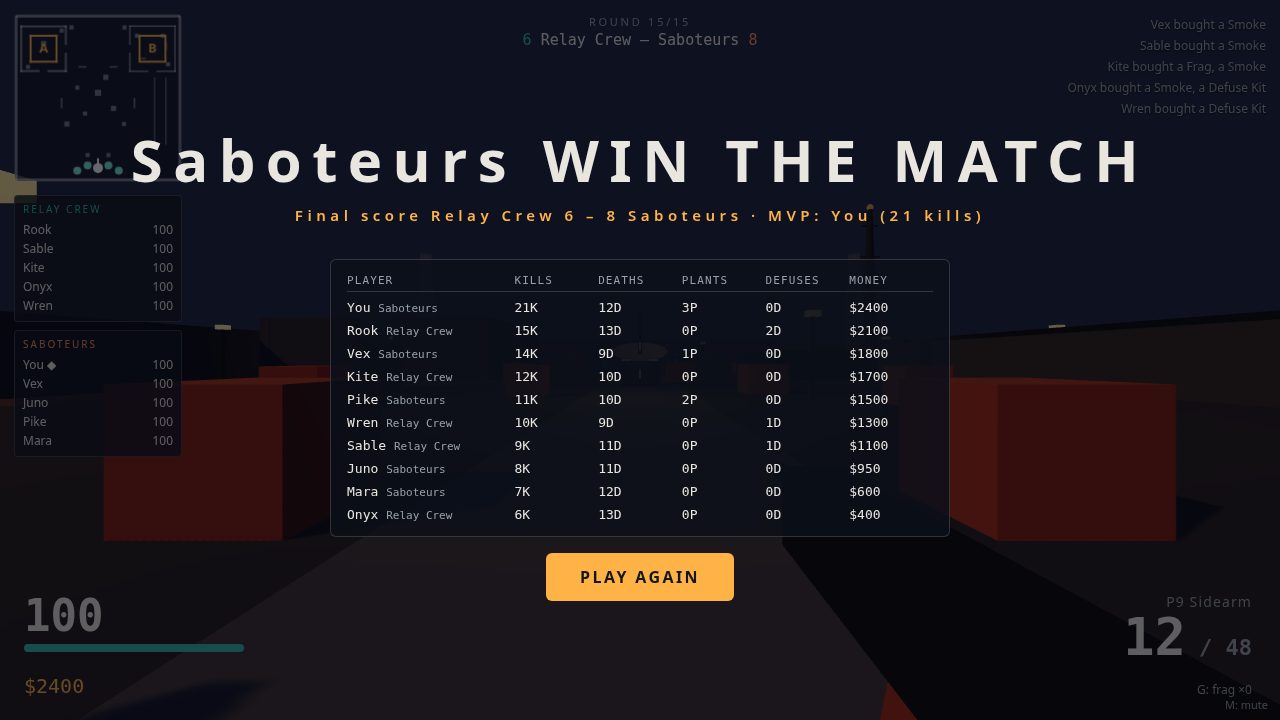 ROUND 15/15
6 Relay Crew — Saboteurs 8
Vex bought a Smoke
Sable bought a Smoke
Kite bought a Frag, a Smoke
Onyx bought a Smoke, a Defuse Kit
Wren bought a Defuse Kit
A B
Saboteurs WIN THE MATCH
Final score Relay Crew 6 – 8 Saboteurs · MVP: You (21 kills)
RELAY CREW
Rook 100
Sable 100
Kite 100
Onyx 100
Wren 100
SABOTEURS
You ◆ 100
Vex 100
Juno 100
Pike 100
Mara 100
PLAYER KILLS DEATHS PLANTS DEFUSES MONEY
You Saboteurs 21K 12D 3P 0D $2400
Rook Relay Crew 15K 13D 0P 2D $2100
Vex Saboteurs 14K 9D 1P 0D $1800
Kite Relay Crew 12K 10D 0P 0D $1700
Pike Saboteurs 11K 10D 2P 0D $1500
Wren Relay Crew 10K 9D 0P 1D $1300
Sable Relay Crew 9K 11D 0P 1D $1100
Juno Saboteurs 8K 11D 0P 0D $950
Mara Saboteurs 7K 12D 0P 0D $600
Onyx Relay Crew 6K 13D 0P 0D $400
PLAY AGAIN
100
$2400
P9 Sidearm
12 / 48
G: frag ×0
M: mute